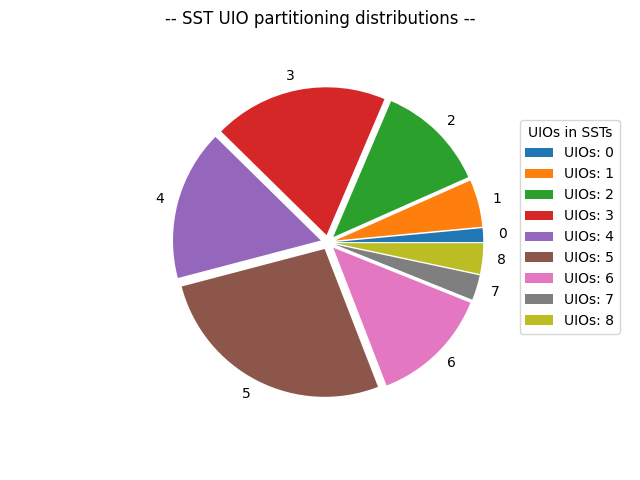 -- SST UIO partitioning distributions --
3
2
4
1
0
8
7
6
5
UIOs in SSTs
UIOs: 0
UIOs: 1
UIOs: 2
UIOs: 3
UIOs: 4
UIOs: 5
UIOs: 6
UIOs: 7
UIOs: 8